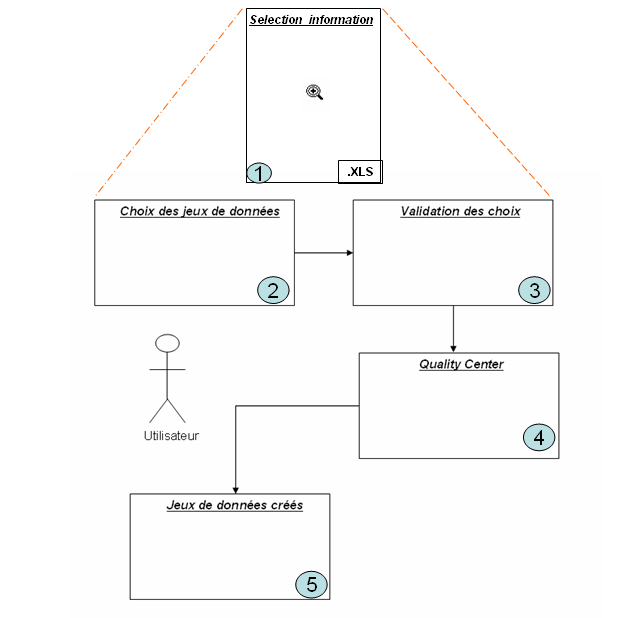 Selection information
1
.XLS
Choix des jeux de données
2
Validation des choix
3
Quality Center
4
Utilisateur
Jeux de données créés
5